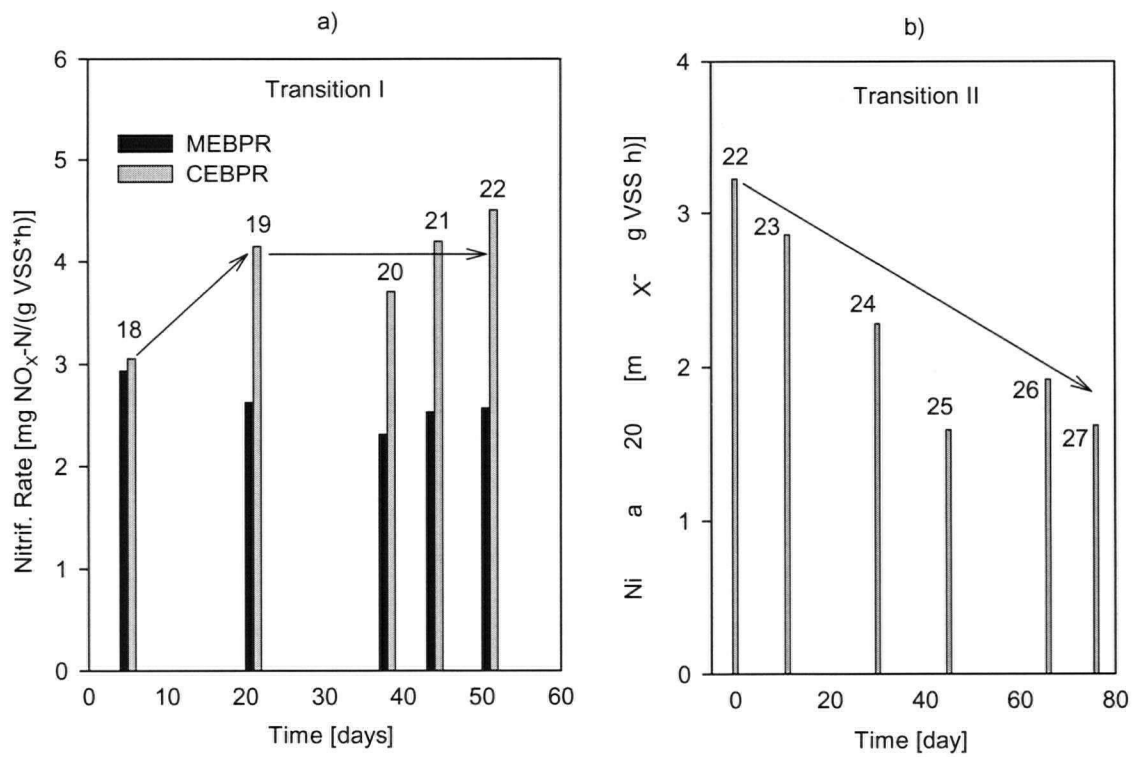 a)
Transition I
MEBPR
CEBPR
6
5
4
3
2
1
0
18
19
20
21
22
0 10 20 30 40 50 60
Time [days]
Nitrif. Rate [mg NOX-N/(g VSS*h)]
b)
Transition II
4
3
2
1
0
22
23
24
25
26
27
0 20 40 60 80
Time [day]
Ni a 20 [m X- g VSS h)]